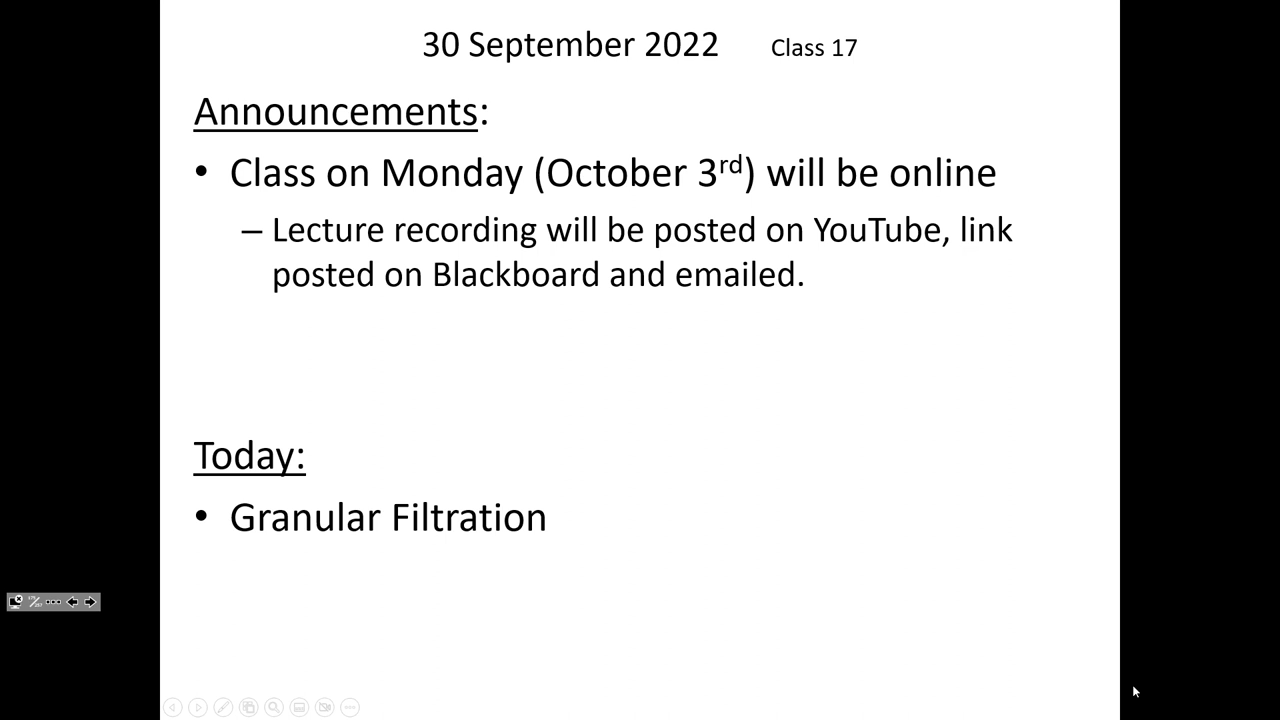 30 September 2022 Class 17
Announcements:
• Class on Monday (October 3rd) will be online
– Lecture recording will be posted on YouTube, link
posted on Blackboard and emailed.
Today:
• Granular Filtration